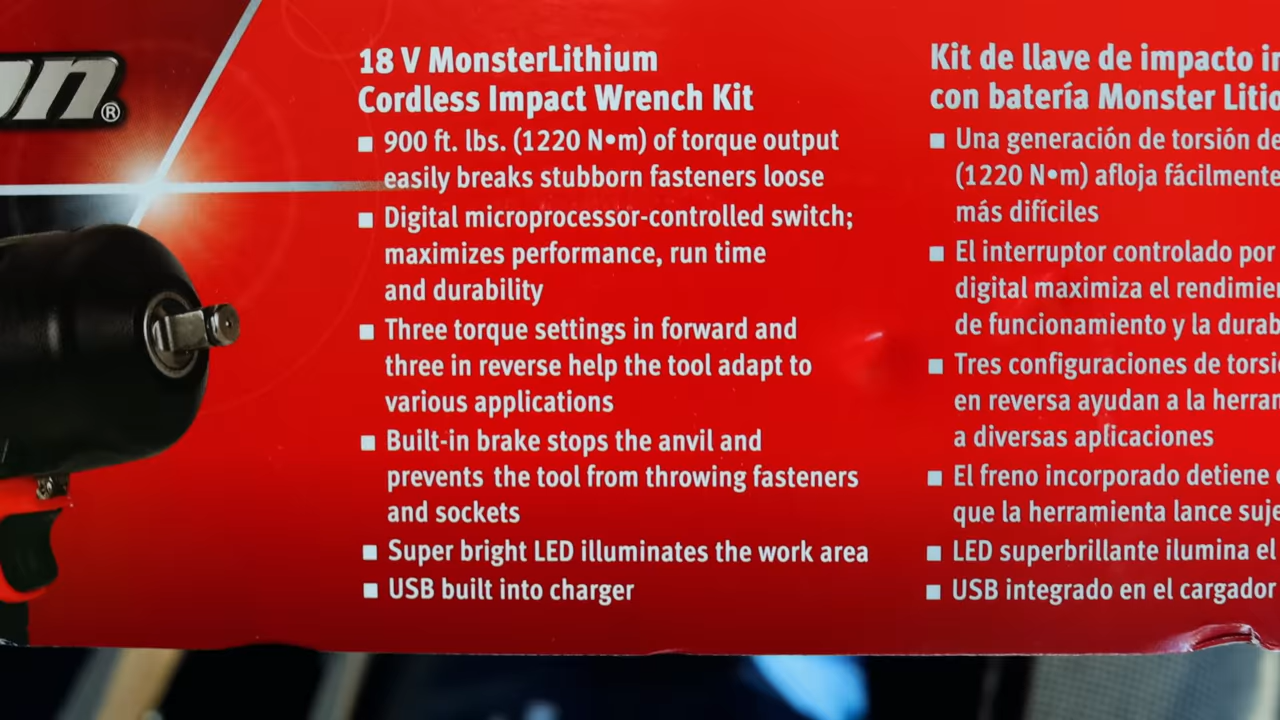 on®
18 V MonsterLithium
Cordless Impact Wrench Kit
■ 900 ft. lbs. (1220 N•m) of torque output
easily breaks stubborn fasteners loose
■ Digital microprocessor-controlled switch;
maximizes performance, run time
and durability
■ Three torque settings in forward and
three in reverse help the tool adapt to
various applications
■ Built-in brake stops the anvil and
prevents the tool from throwing fasteners
and sockets
■ Super bright LED illuminates the work area
■ USB built into charger
Kit de llave de impacto
con batería Monster Litio
■ Una generación de torsión de
(1220 N•m) afloja fácilmente
más difíciles
■ El interruptor controlado por
digital maximiza el
de funcionamiento y la
■ Tres configuraciones de
en reversa ayudan a la
a diversas aplicaciones
■ El freno incorporado detiene
que la herramienta lance
■ LED superbrillante ilumina el
■ USB integrado en el cargador